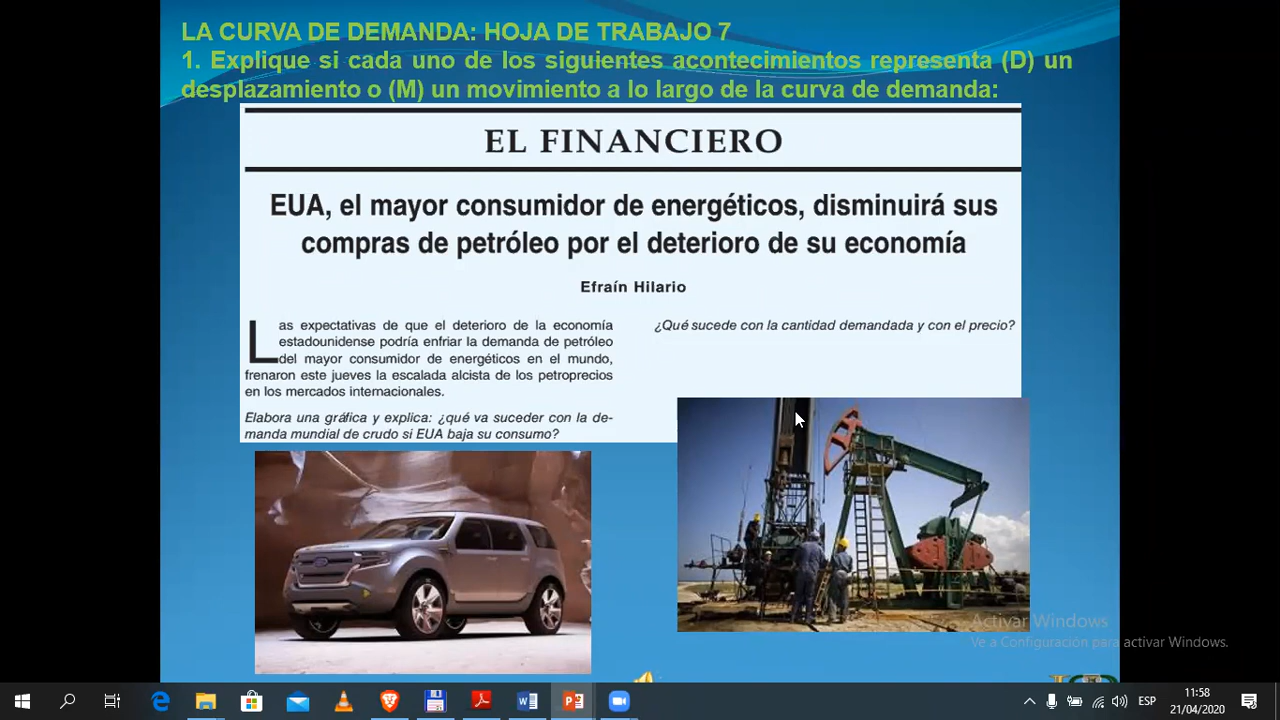 LA CURVA DE DEMANDA: HOJA DE TRABAJO 7
1. Explique si cada uno de los siguientes acontecimientos representa (D) un
desplazamiento o (M) un movimiento a lo largo de la curva de demanda:
EL FINANCIERO
EUA, el mayor consumidor de energéticos, disminuirá sus
compras de petróleo por el deterioro de su economía
Efraín Hilario
Las expectativas de que el deterioro de la economía
estadounidense podría enfriar la demanda de petróleo
del mayor consumidor de energéticos en el mundo,
frenaron este jueves la escalada alcista de los petroprecios
en los mercados internacionales.
Elabora una gráfica y explica: ¿qué va suceder con la de-
manda mundial de crudo si EUA baja su consumo?
¿Qué sucede con la cantidad demandada y con el precio?
Activar Windows
Ve a Configuración para activar Windows.
ESP
11:58
21/04/2020